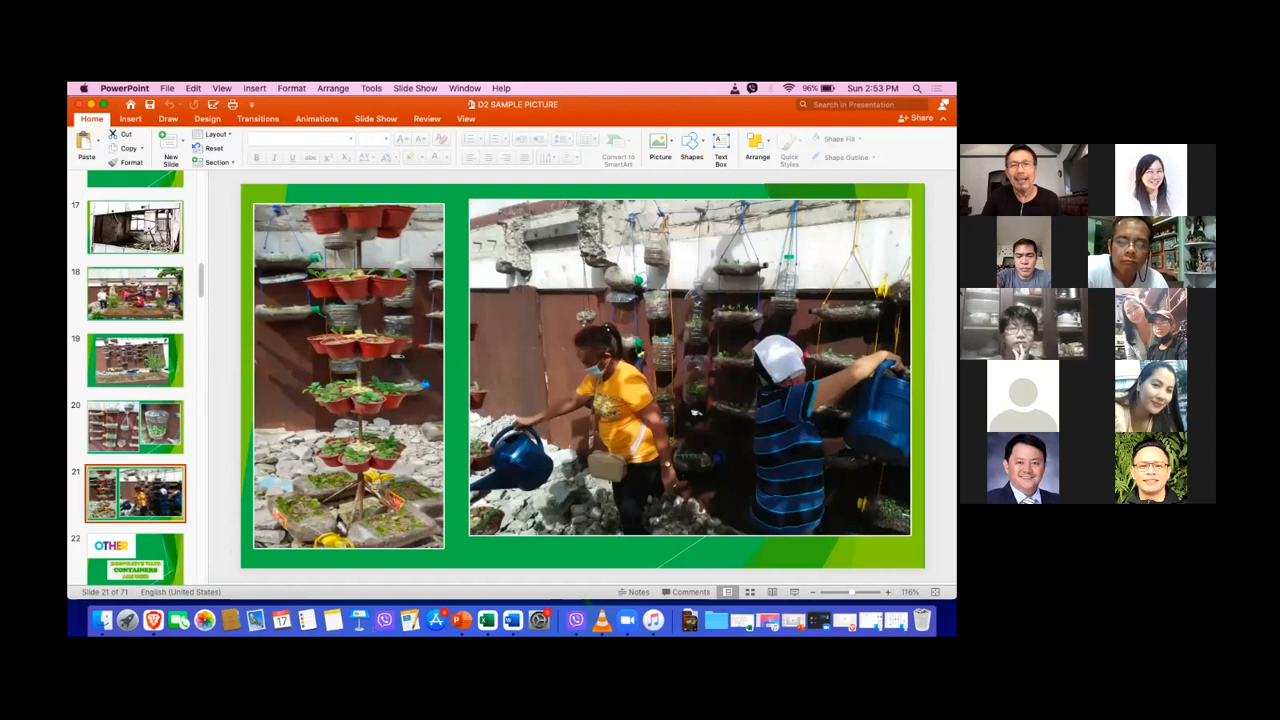 PowerPoint File Edit View Insert Format Arrange Tools Slide Show Window Help 96% Sun 2:53 PM
D2 SAMPLE PICTURE Search in Presentation
Home Insert Draw Design Transitions Animations Slide Show Review View Share
Paste
Cut
Copy
Format
New
Slide
Layout
Reset
Section
Convert to
SmartArt
Picture
Shapes
Text
Box
Arrange
Quick
Styles
Shape Fill
Shape Outline
17
18
19
20
21
22
OTHER
CONTAINERS
Slide 21 of 71 English (United States) Notes Comments 116%
17